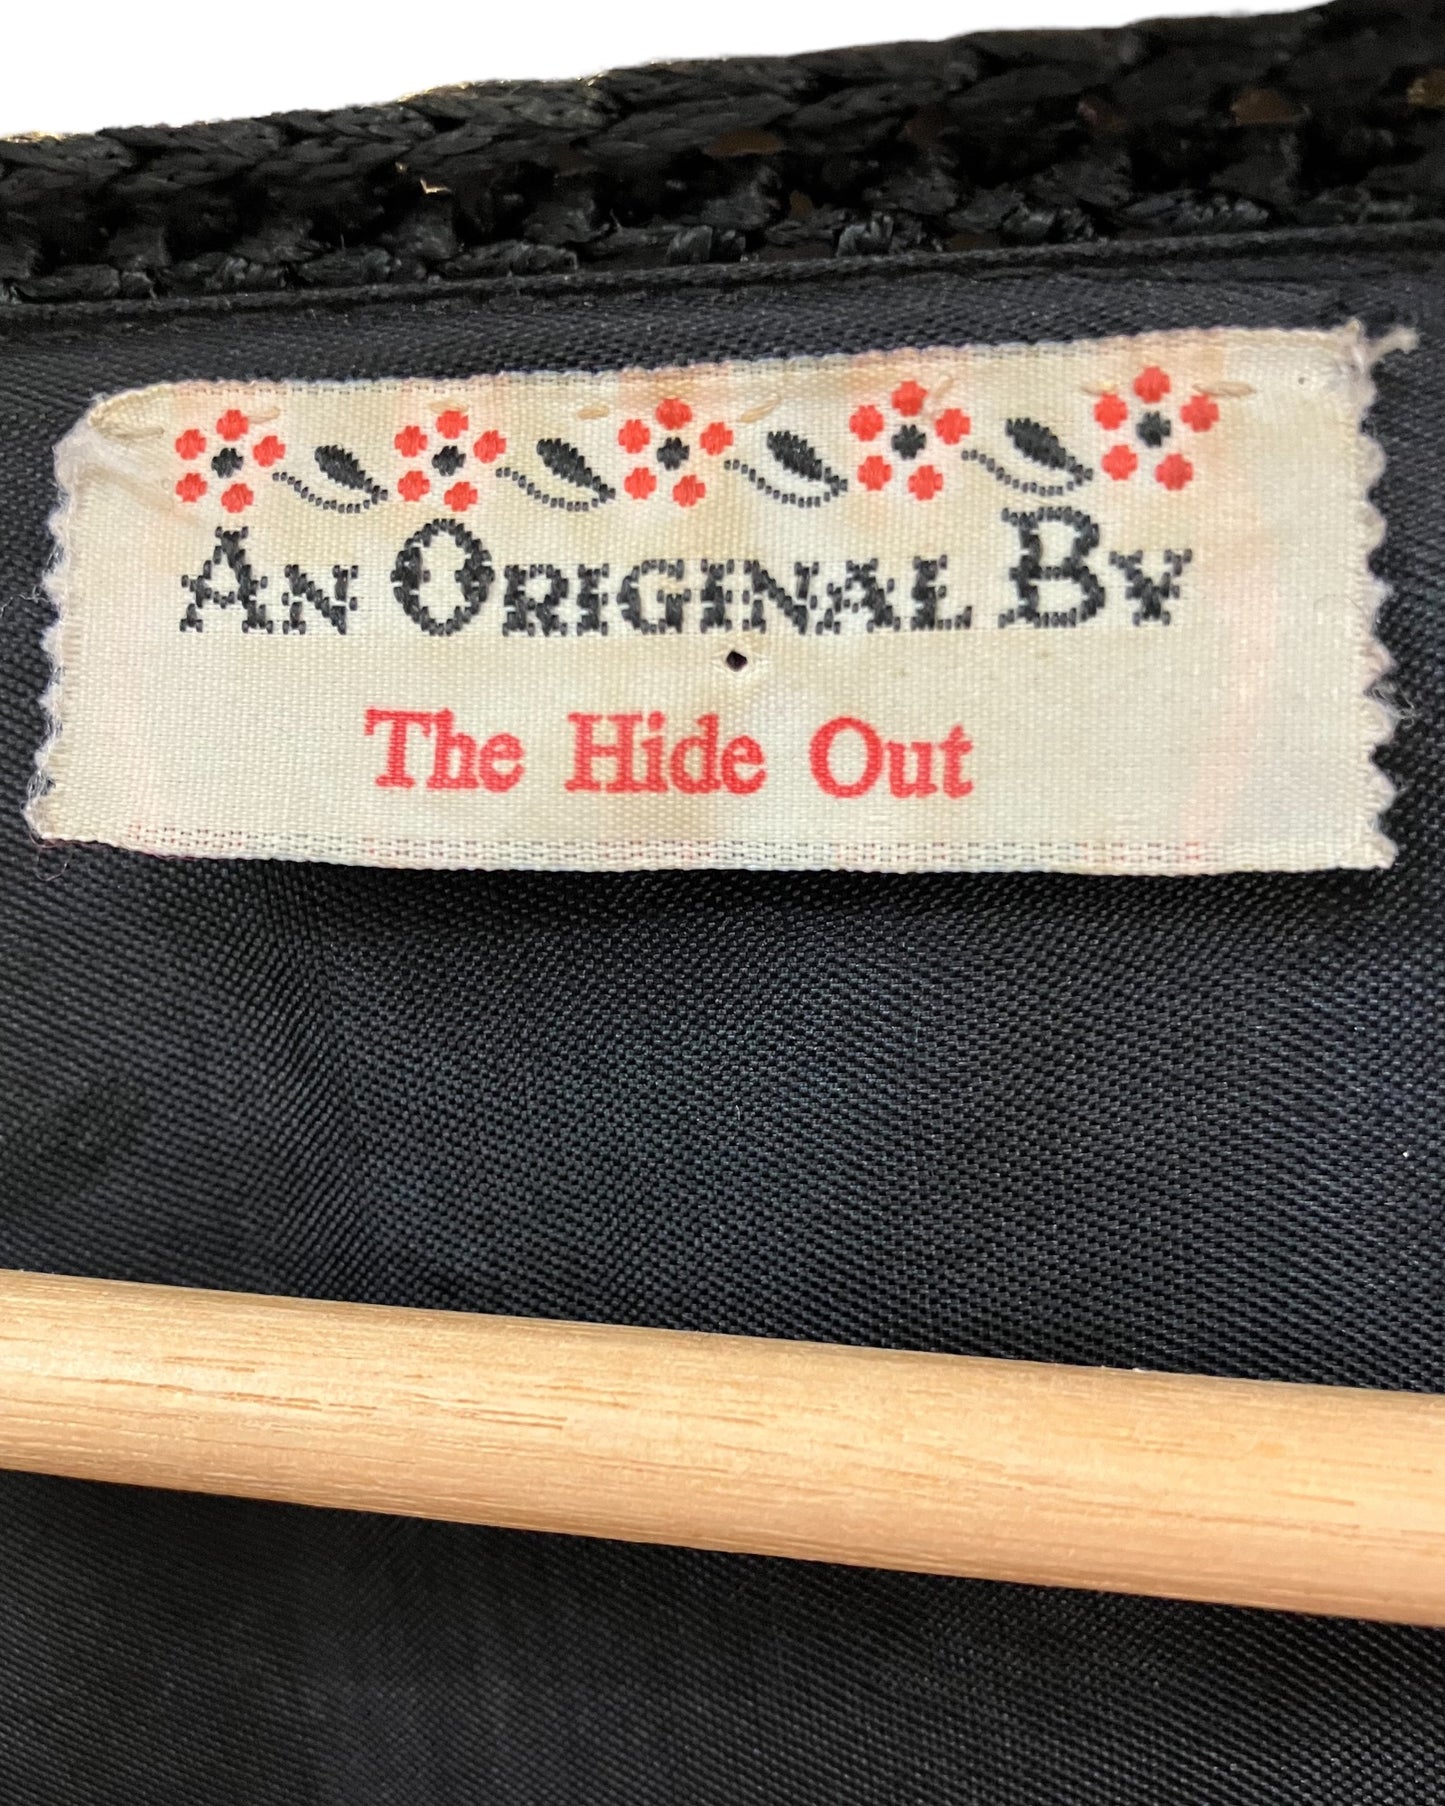 An Original By
The Hide Out